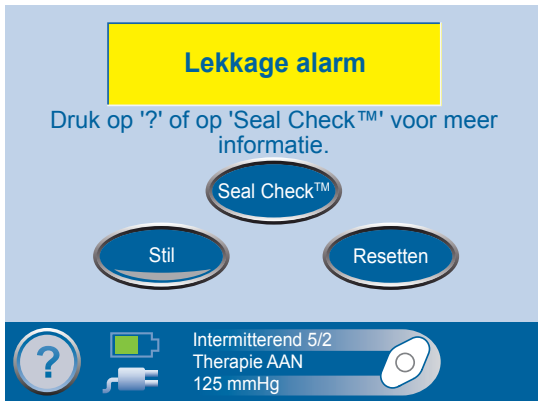 Lekkage alarm
Druk op '?' of op 'Seal Check™' voor meer
informatie.
Seal Check™
Stil
Resetten
?
Intermitterend 5/2
Therapie AAN
125 mmHg